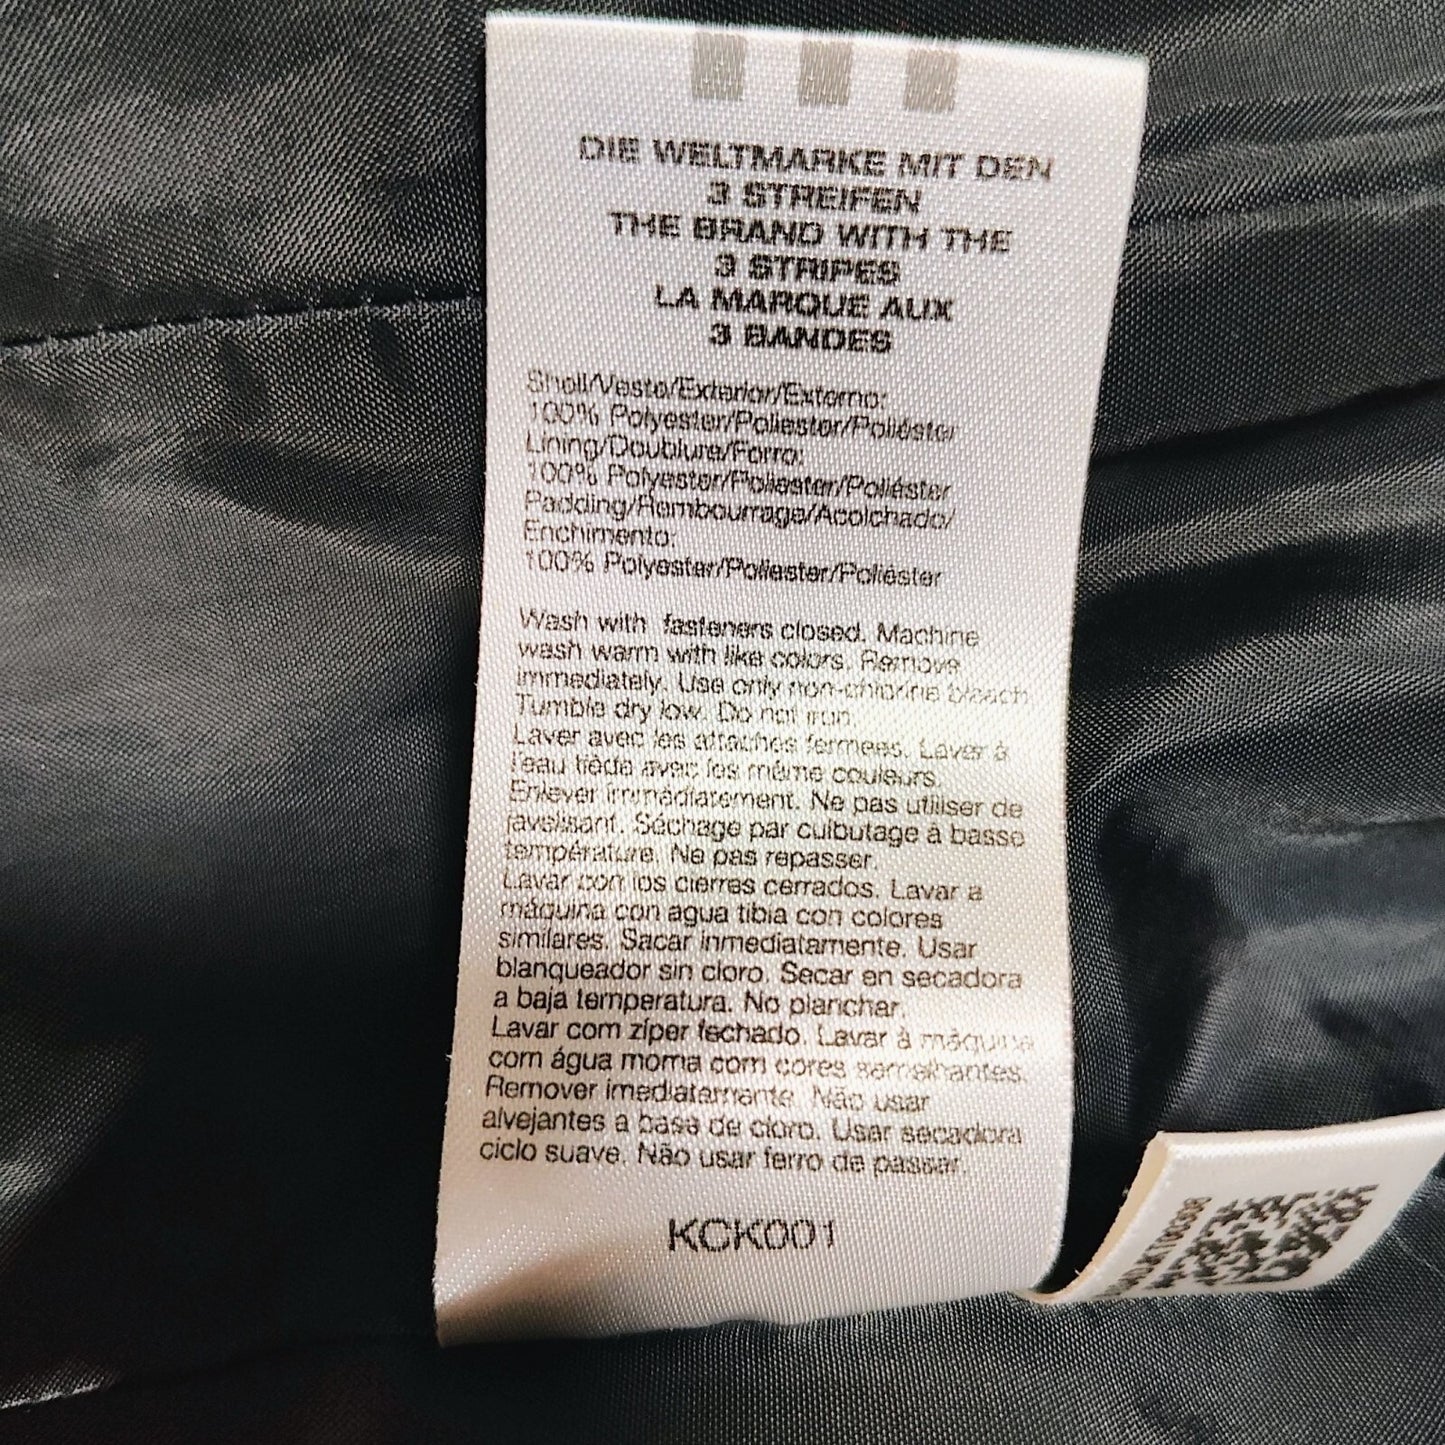 DIE WELTMARKE MIT DEN
3 STREIFEN
THE BRAND WITH THE
3 STRIPES
LA MARQUE AUX
3 BANDES
Shell/Veste/Exterior/Externo:
100% Polyester/Poliester/Poliéster
Lining/Doublure/Forro:
100% Polyester/Poliester/Poliéster
Padding/Rembourrage/Acolchado/
Enchimento:
100% Polyester/Poliester/Poliéster
Wash with fasteners closed. Machine
wash warm with like colors. Remove
immediately. Use only non-chlorine bleach.
Tumble dry low. Do not iron.
Laver avec les attaches fermees. Laver à
l'eau tiède avec les même couleurs.
Enlever immédiatement. Ne pas utiliser de
javelisant. Séchage par culbutage à basse
température. Ne pas repasser.
Lavar con los cierres cerrados. Lavar a
máquina con agua tibia con colores
similares. Sacar inmediatamente. Usar
blanqueador sin cloro. Secar en secadora
a baja temperatura. No planchar.
Lavar com zíper fechado. Lavar à máquina
com água morna com cores semelhantes.
Remover imediatamente. Não usar
alvejantes a base de cloro. Usar secadora
ciclo suave. Não usar ferro de passar.
KCK001